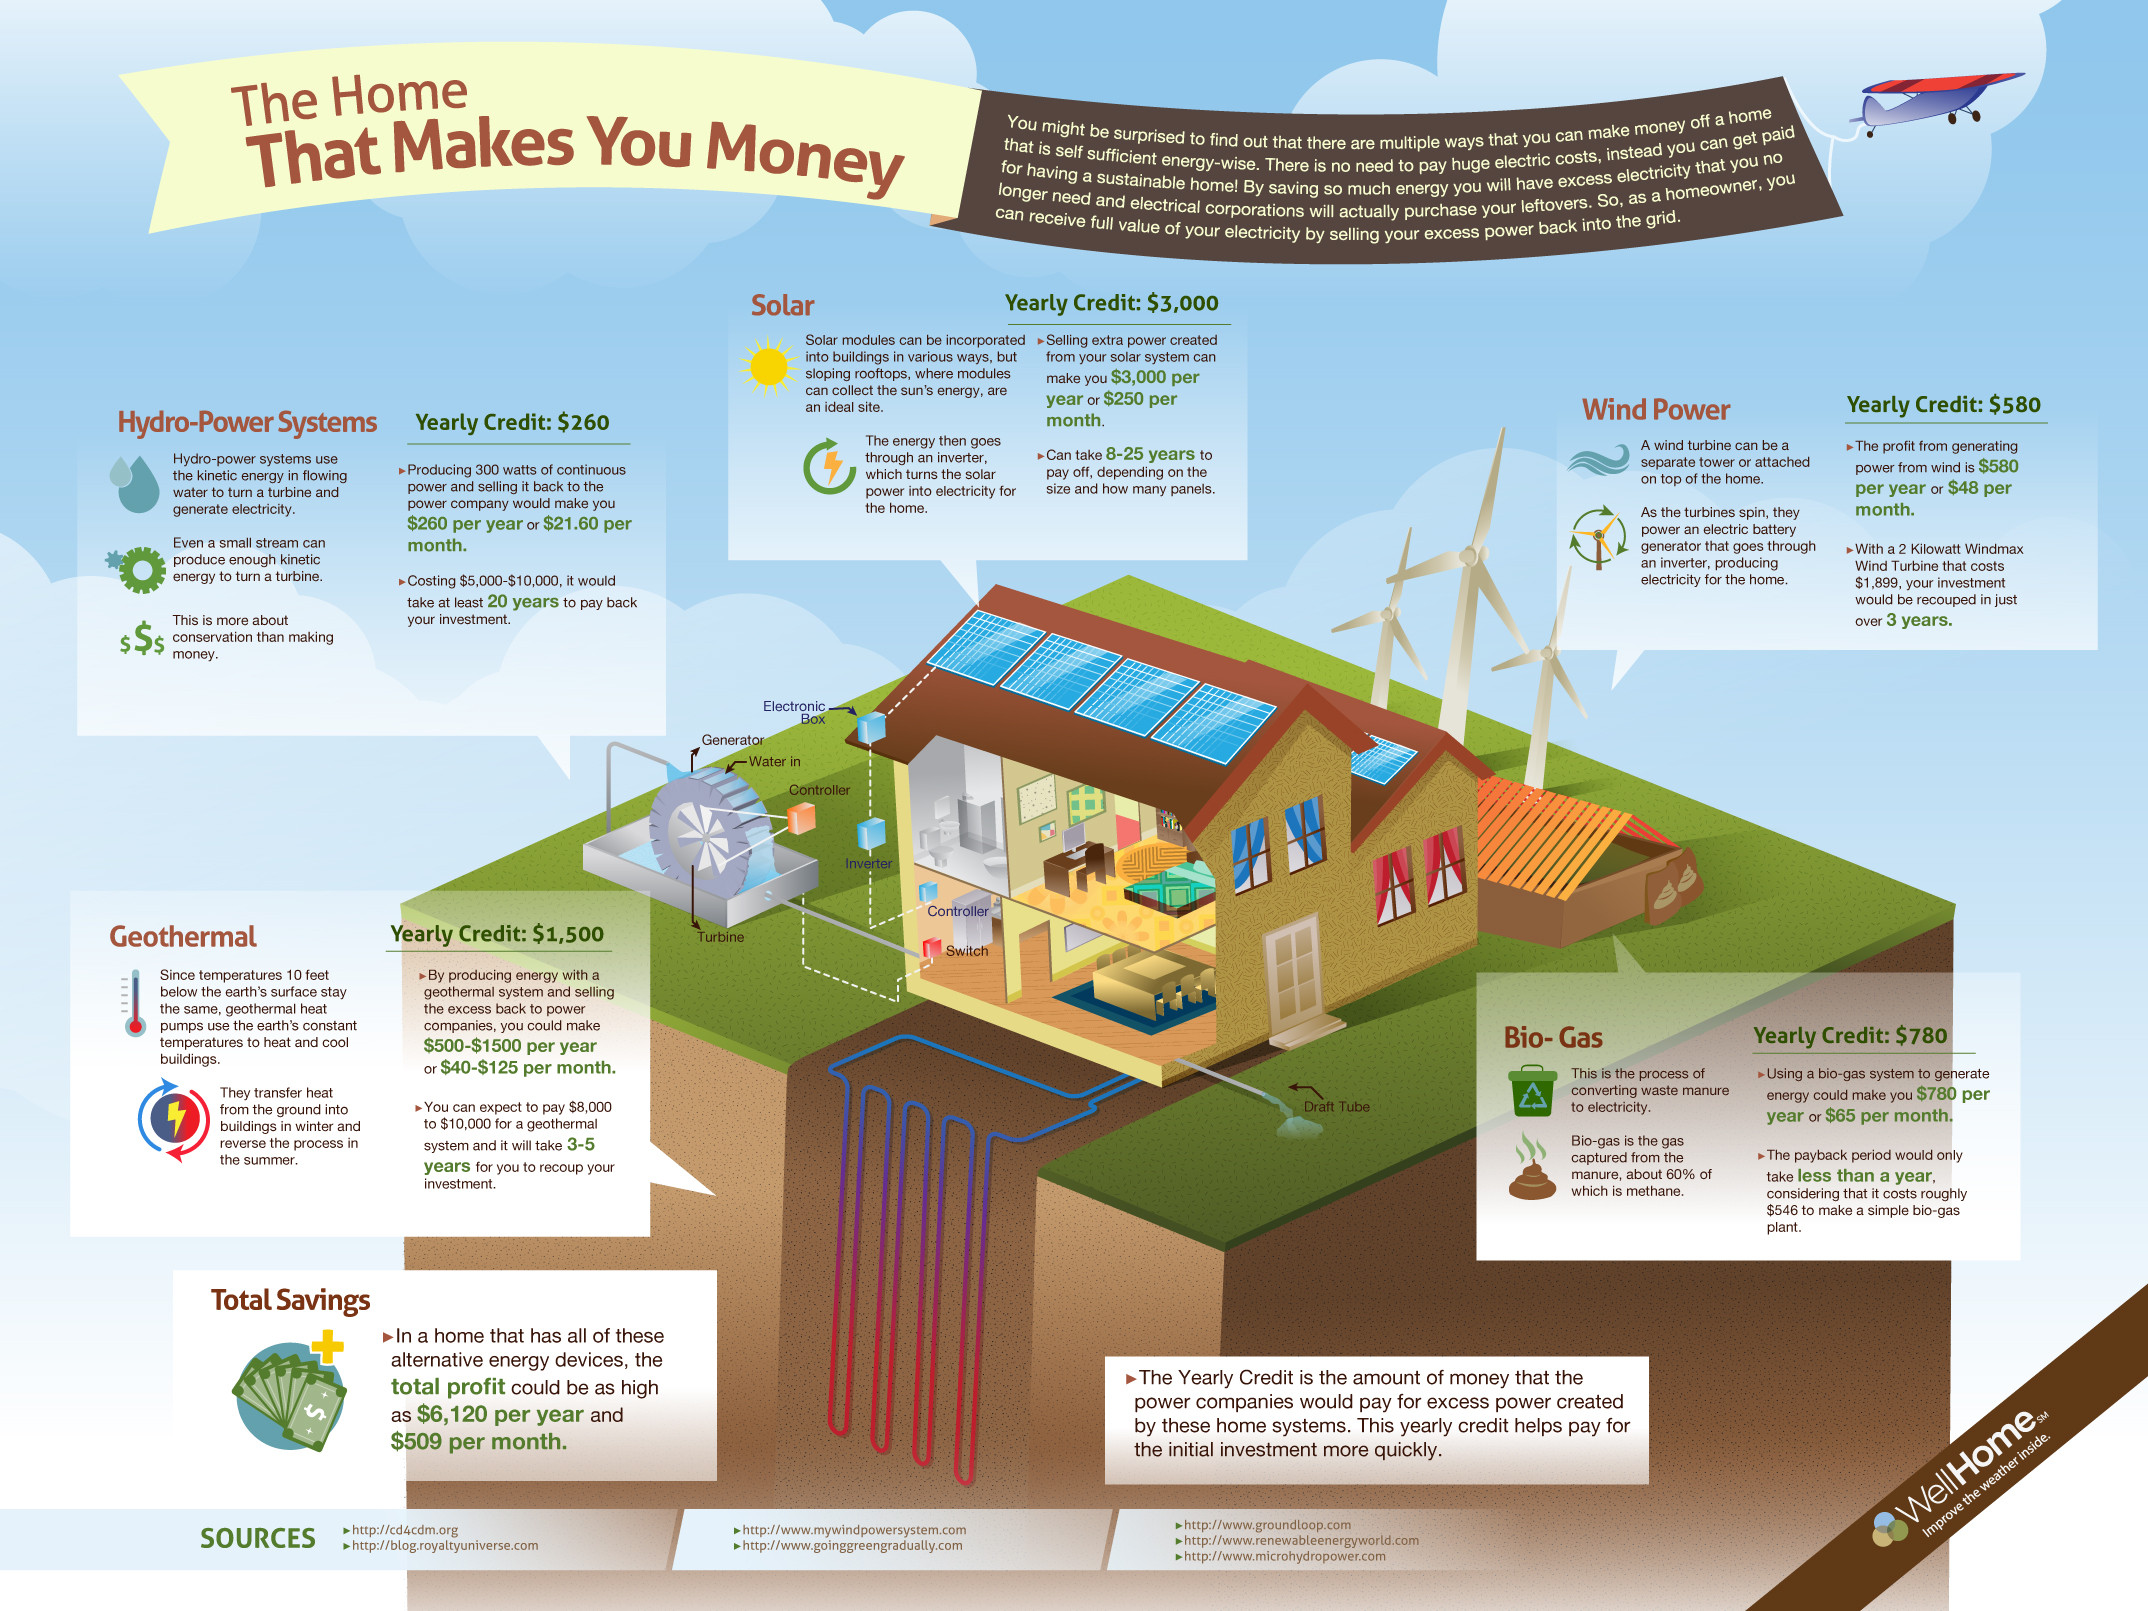 The Home
That Makes You Money
You might be surprised to find out that there are multiple ways that you can make money off a home
that is self sufficient energy-wise. There is no need to pay huge electric costs, instead you can get paid
for having a sustainable home! By saving so much energy you will have excess electricity that you no
longer need and electrical corporations will actually purchase your leftovers. So, as a homeowner, you
can receive full value of your electricity by selling your excess power back into the grid.
Solar
Yearly Credit: $3,000
Solar modules can be incorporated
into buildings in various ways, but
sloping rooftops, where modules
can collect the sun's energy, are
an ideal site.
The energy then goes
through an inverter,
which turns the solar
power into electricity for
the home.
▸Selling extra power created
from your solar system can
make you $3,000 per
year or $250 per
month.
▸Can take 8-25 years to
pay off, depending on the
size and how many panels.
Hydro-Power Systems
Yearly Credit: $260
Hydro-power systems use
the kinetic energy in flowing
water to turn a turbine and
generate electricity.
Even a small stream can
produce enough kinetic
energy to turn a turbine.
$$$
This is more about
conservation than making
money.
▸Producing 300 watts of continuous
power and selling it back to the
power company would make you
$260 per year or $21.60 per
month.
▸Costing $5,000-$10,000, it would
take at least 20 years to pay back
your investment.
Wind Power
Yearly Credit: $580
A wind turbine can be a
separate tower or attached
on top of the home.
As the turbines spin, they
power an electric battery
generator that goes through
an inverter, producing
electricity for the home.
▸The profit from generating
power from wind is $580
per year or $48 per
month.
▸With a 2 Kilowatt Windmax
Wind Turbine that costs
$1,899, your investment
would be recouped in just
over 3 years.
Electronic
Box
Generator
Water in
Controller
Inverter
Controller
Turbine
Switch
Draft Tube
Geothermal
Yearly Credit: $1,500
Since temperatures 10 feet
below the earth's surface stay
the same, geothermal heat
pumps use the earth's constant
temperatures to heat and cool
buildings.
They transfer heat
from the ground into
buildings in winter and
reverse the process in
the summer.
▸By producing energy with a
geothermal system and selling
the excess back to power
companies, you could make
$500-$1500 per year
or $40-$125 per month.
▸You can expect to pay $8,000
to $10,000 for a geothermal
system and it will take 3-5
years for you to recoup your
investment.
Bio- Gas
Yearly Credit: $780
This is the process of
converting waste manure
to electricity.
Bio-gas is the gas
captured from the
manure, about 60% of
which is methane.
▸Using a bio-gas system to generate
energy could make you $780 per
year or $65 per month.
▸The payback period would only
take less than a year,
considering that it costs roughly
$546 to make a simple bio-gas
plant.
Total Savings
$
▸In a home that has all of these
alternative energy devices, the
total profit could be as high
as $6,120 per year and
$509 per month.
▸The Yearly Credit is the amount of money that the
power companies would pay for excess power created
by these home systems. This yearly credit helps pay for
the initial investment more quickly.
SOURCES
▸http://cd4cdm.org
▸http://blog.royaltyuniverse.com
▸http://www.mywindpowersystem.com
▸http://www.goinggreengradually.com
▸http://www.groundloop.com
▸http://www.renewableenergyworld.com
▸http://www.microhydropower.com
WellHome SM
Improve the weather inside.